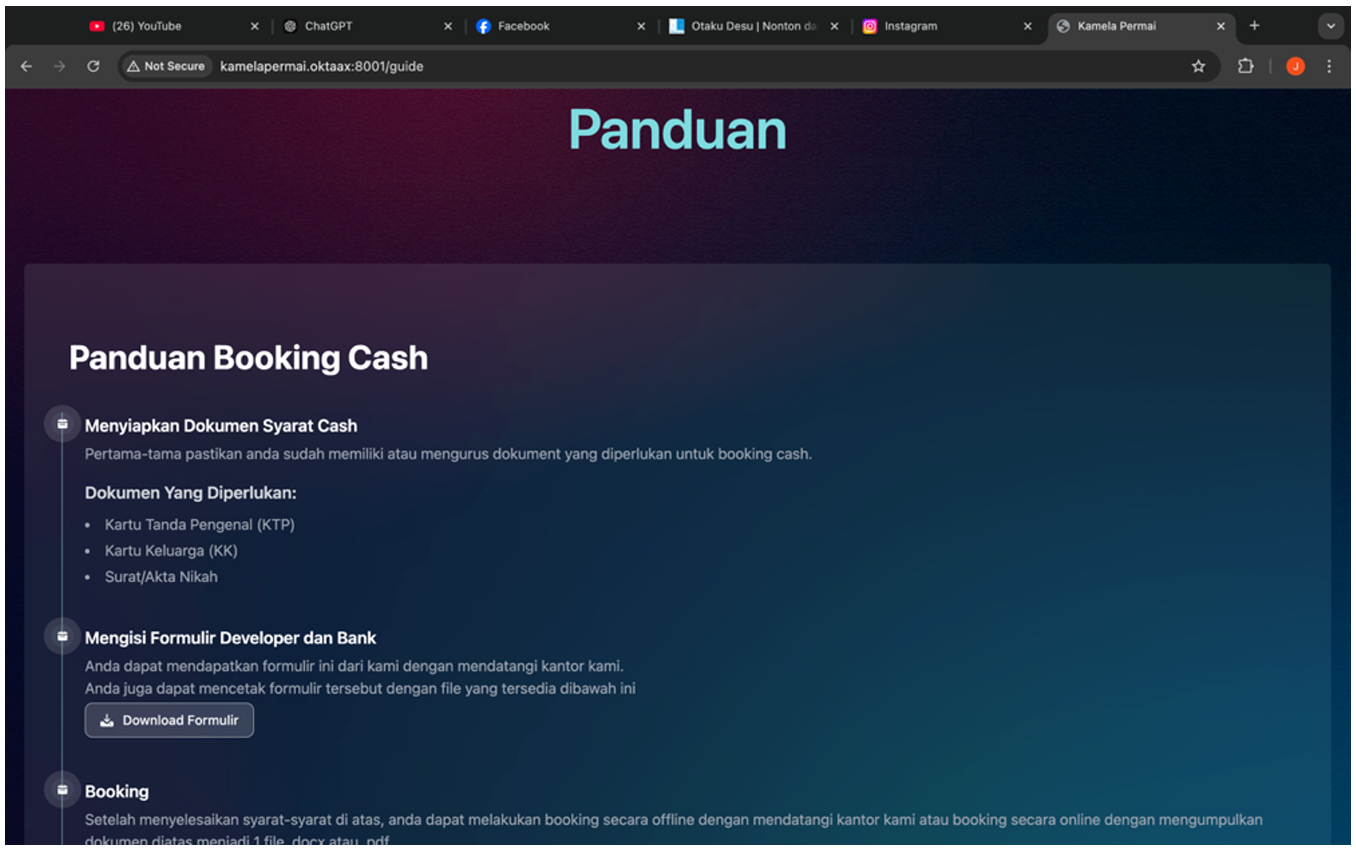 (26) YouTube
ChatGPT
Facebook
Otaku Desu | Nonton da
Instagram
Kamela Permai
Not Secure
kamelapermai.oktaax:8001/guide
J
Panduan
Panduan Booking Cash
Menyiapkan Dokumen Syarat Cash
Pertama-tama pastikan anda sudah memiliki atau mengurus dokument yang diperlukan untuk booking cash.
Dokumen Yang Diperlukan:
• Kartu Tanda Pengenal (KTP)
• Kartu Keluarga (KK)
• Surat/Akta Nikah
Mengisi Formulir Developer dan Bank
Anda dapat mendapatkan formulir ini dari kami dengan mendatangi kantor kami.
Anda juga dapat mencetak formulir tersebut dengan file yang tersedia dibawah ini
Download Formulir
Booking
Setelah menyelesaikan syarat-syarat di atas, anda dapat melakukan booking secara offline dengan mendatangi kantor kami atau booking secara online dengan mengumpulkan
dokumen diatas menjadi 1 file .docx atau .pdf